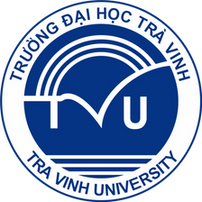 TRƯỜNG ĐẠI HỌC TRÀ VINH
TVU
TRA VINH UNIVERSITY